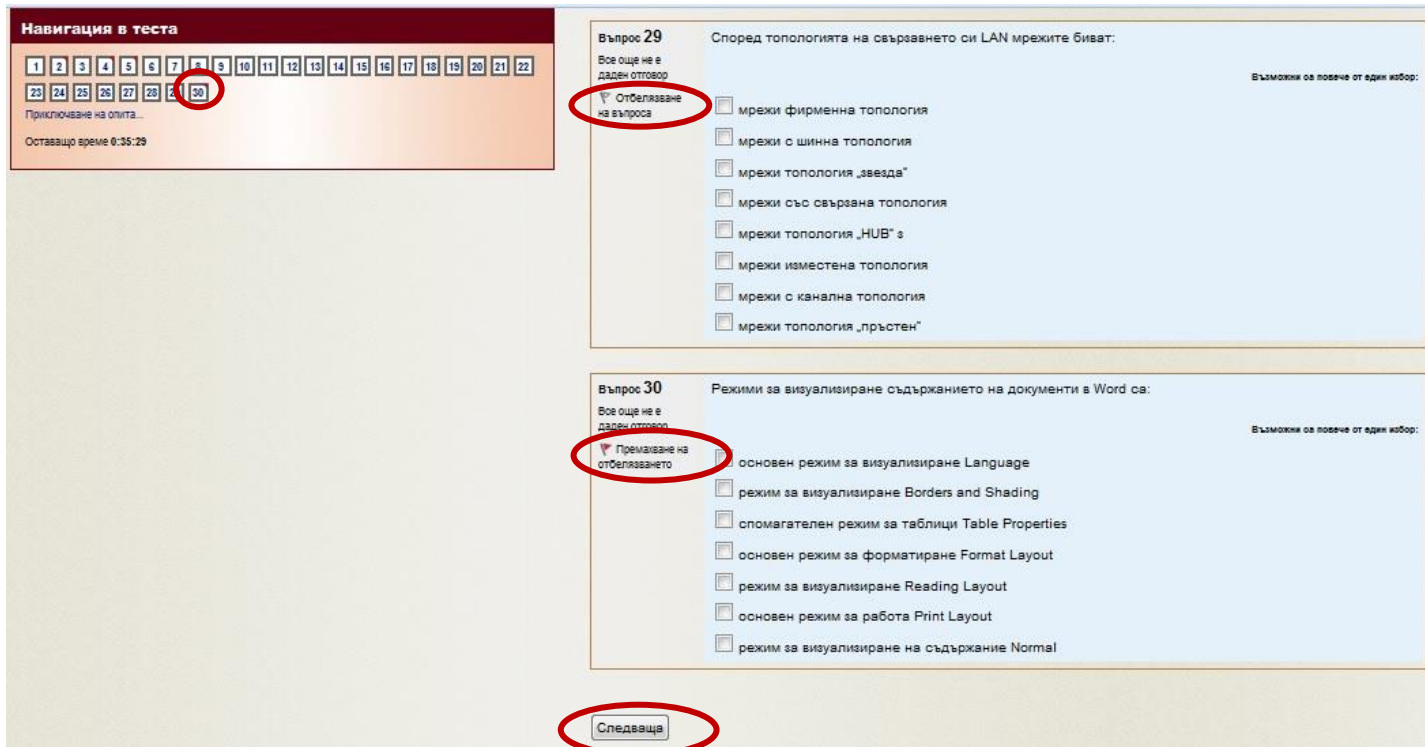 Навигация в теста
1 2 3 4 5 6 7 8 9 10 11 12 13 14 15 16 17 18 19 20 21 22
23 24 25 26 27 28 29 30
Приключване на опита...
Оставащо време 0:35:29
Въпрос 29
Все още не е
даден отговор
Отбелязване
на въпроса
Според топологията на свързавнето си LAN мрежите биват:
Възможни са повече от един избор:
мрежи фирменна топология
мрежи с шинна топология
мрежи топология „звезда"
мрежи със свързана топология
мрежи топология „HUB" s
мрежи изместена топология
мрежи с канална топология
мрежи топология „пръстен"
Въпрос 30
Все още не е
даден отговор
Премахване на
отбелязването
Режими за визуализиране съдържанието на документи в Word са:
Възможни са повече от един избор:
основен режим за визуализиране Language
режим за визуализиране Borders and Shading
спомагателен режим за таблици Table Properties
основен режим за форматиране Format Layout
режим за визуализиране Reading Layout
основен режим за работа Print Layout
режим за визуализиране на съдържание Normal
Следваща